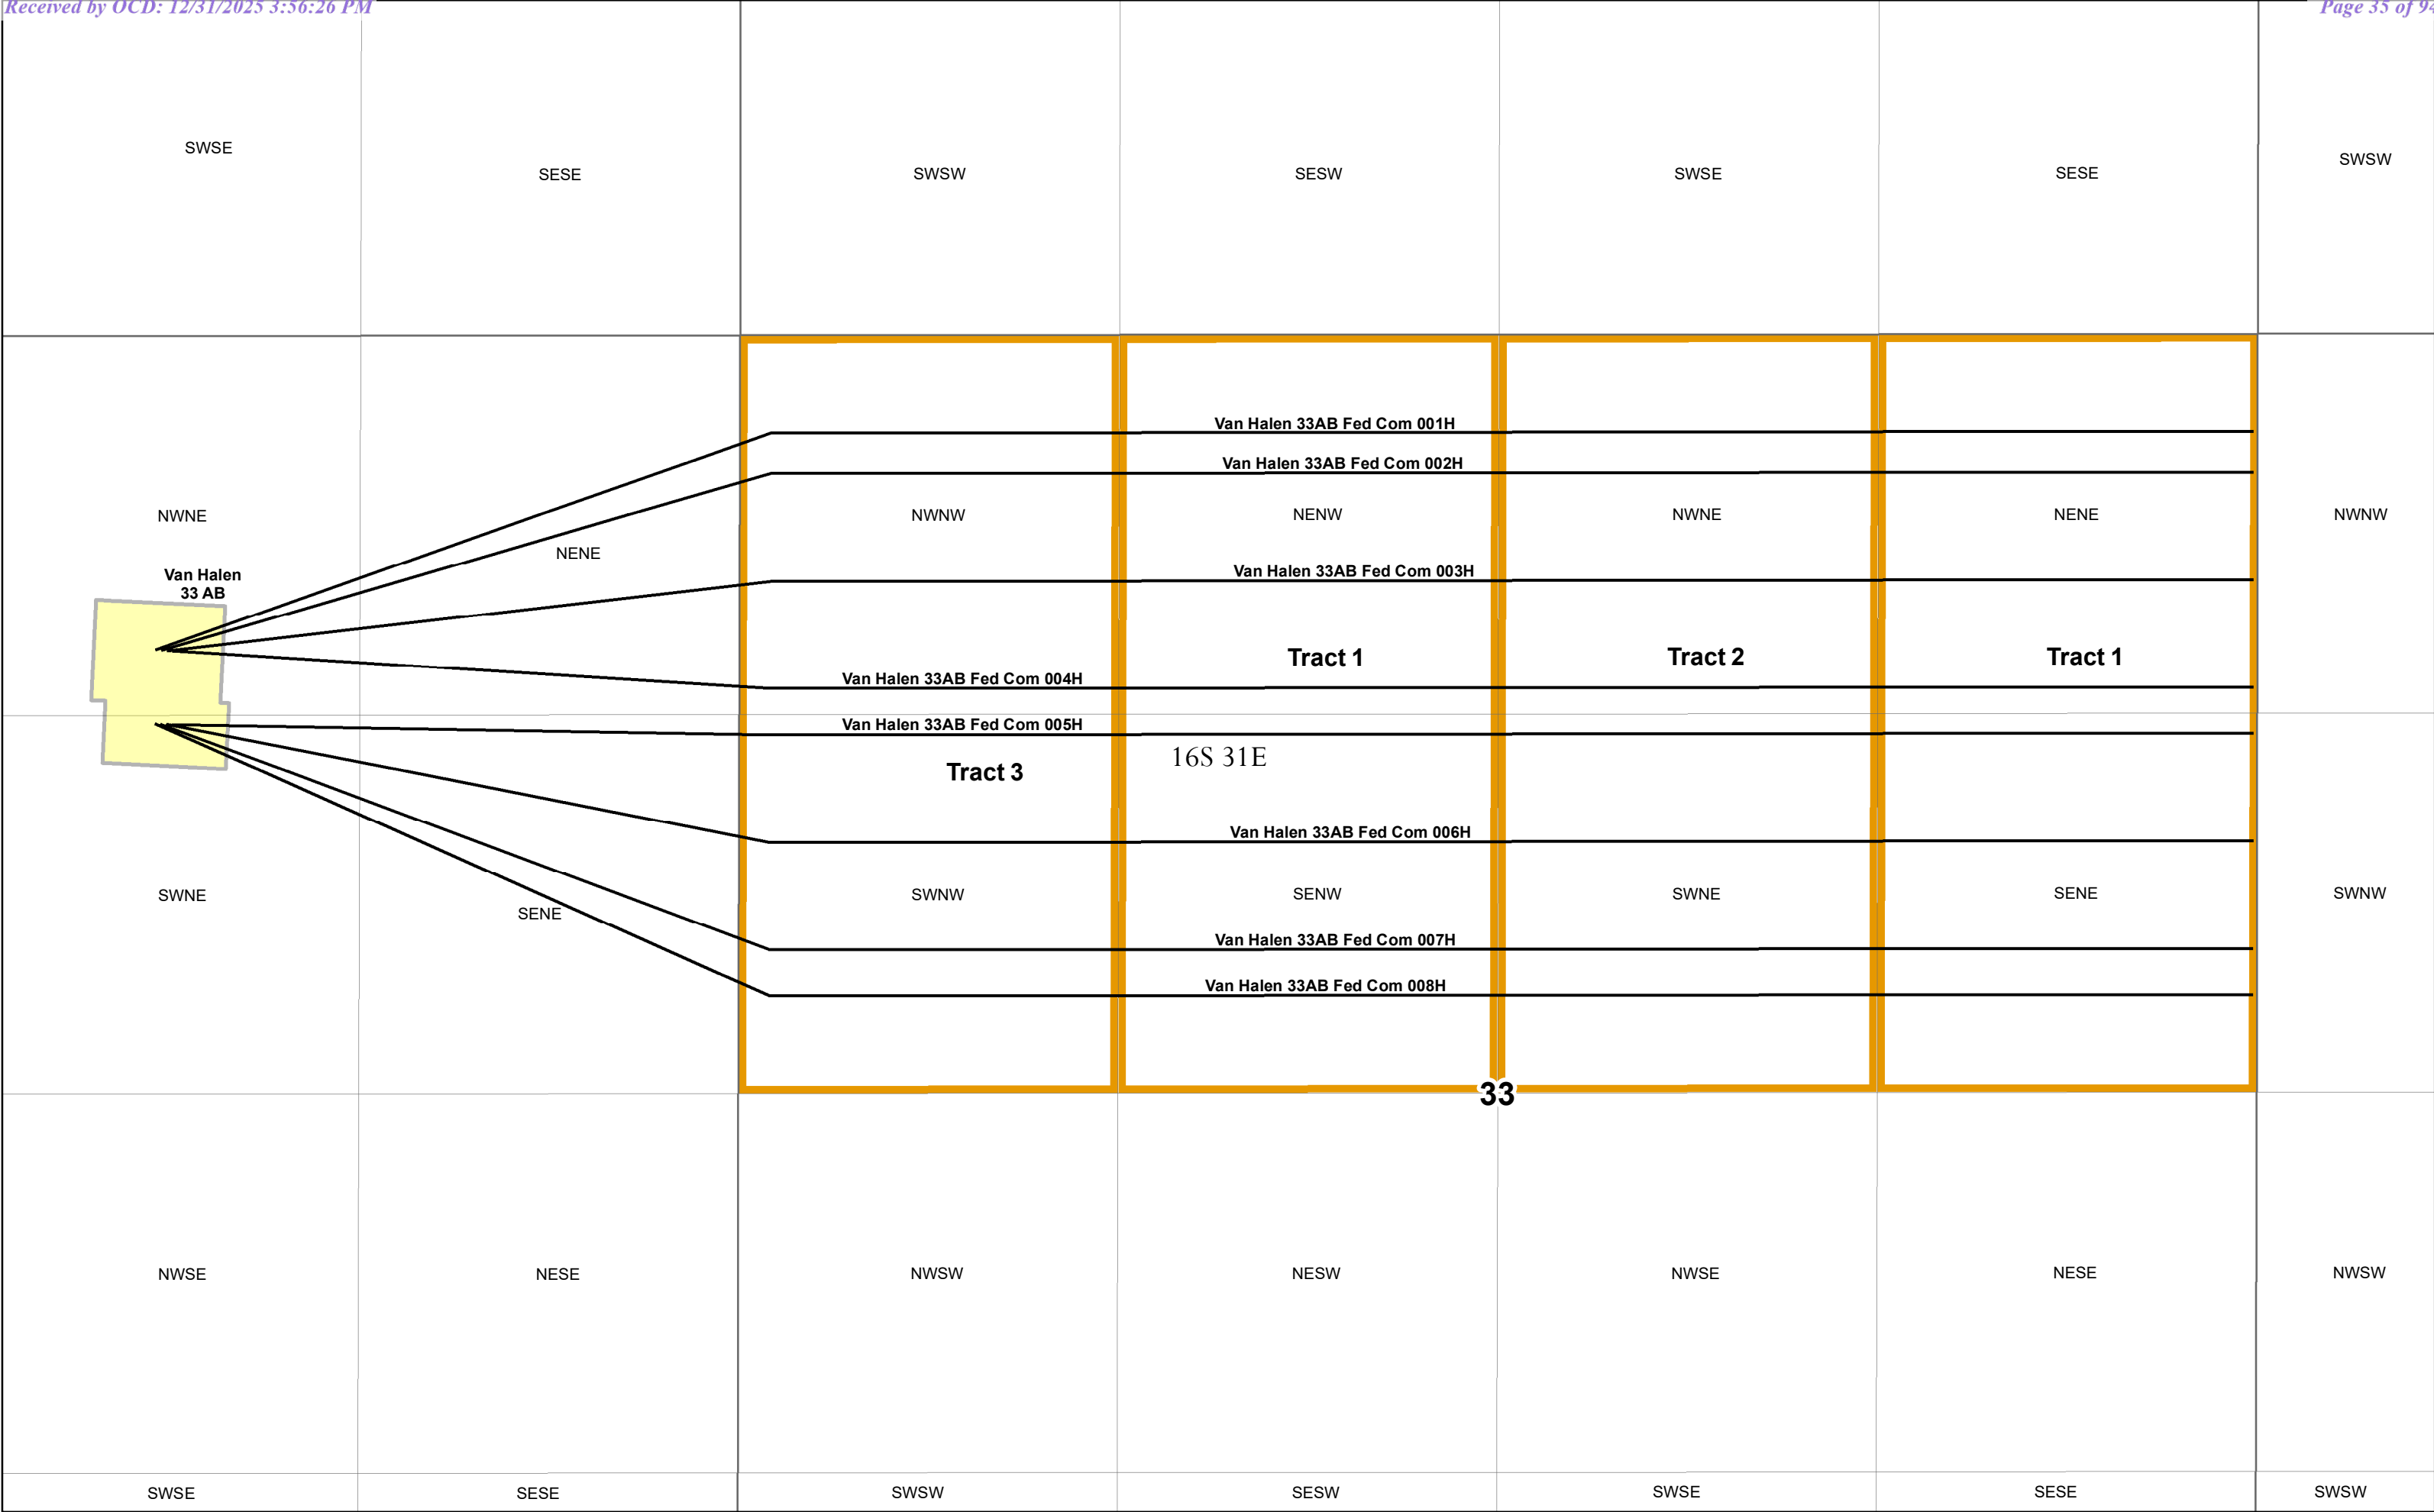 Received by OCD: 12/31/2025 3:56:26 PM
Page 35 of 94
SWSE
SESE
SWSW
SESW
SWSE
SESE
SWSW
Van Halen 33AB Fed Com 001H
Van Halen 33AB Fed Com 002H
NWNE
NWNW
NENW
NWNE
NENE
NWNW
NENE
Van Halen 33AB Fed Com 003H
Van Halen
33 AB
Tract 1
Tract 2
Tract 1
Van Halen 33AB Fed Com 004H
Van Halen 33AB Fed Com 005H
16S 31E
Tract 3
Van Halen 33AB Fed Com 006H
SWNE
SWNW
SENW
SWNE
SENE
SWNW
SENE
Van Halen 33AB Fed Com 007H
Van Halen 33AB Fed Com 008H
33
NWSE
NESE
NWSW
NESW
NWSE
NESE
NWSW
SWSE
SESE
SWSW
SESW
SWSE
SESE
SWSW